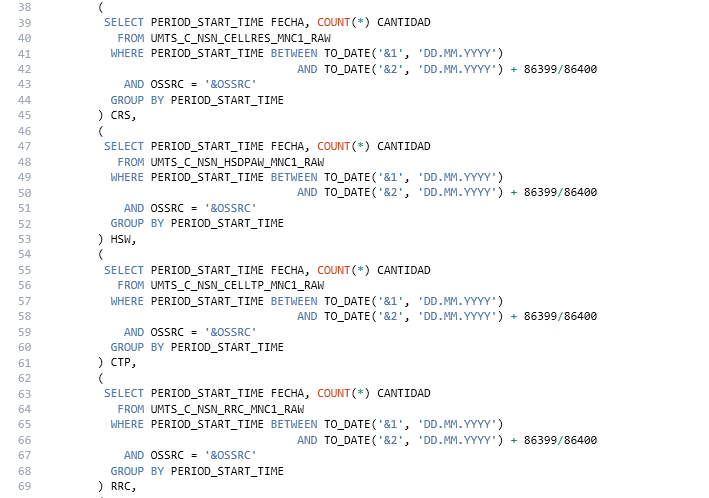 38 (
39 SELECT PERIOD_START_TIME FECHA, COUNT(*) CANTIDAD
40 FROM UMTS_C_NSN_CELLRES_MNC1_RAW
41 WHERE PERIOD_START_TIME BETWEEN TO_DATE('&1', 'DD.MM.YYYY')
42 AND TO_DATE('&2', 'DD.MM.YYYY') + 86399/86400
43 AND OSSRC = '&OSSRC'
44 GROUP BY PERIOD_START_TIME
45 ) CRS,
46 (
47 SELECT PERIOD_START_TIME FECHA, COUNT(*) CANTIDAD
48 FROM UMTS_C_NSN_HSDPAW_MNC1_RAW
49 WHERE PERIOD_START_TIME BETWEEN TO_DATE('&1', 'DD.MM.YYYY')
50 AND TO_DATE('&2', 'DD.MM.YYYY') + 86399/86400
51 AND OSSRC = '&OSSRC'
52 GROUP BY PERIOD_START_TIME
53 ) HSW,
54 (
55 SELECT PERIOD_START_TIME FECHA, COUNT(*) CANTIDAD
56 FROM UMTS_C_NSN_CELLTP_MNC1_RAW
57 WHERE PERIOD_START_TIME BETWEEN TO_DATE('&1', 'DD.MM.YYYY')
58 AND TO_DATE('&2', 'DD.MM.YYYY') + 86399/86400
59 AND OSSRC = '&OSSRC'
60 GROUP BY PERIOD_START_TIME
61 ) CTP,
62 (
63 SELECT PERIOD_START_TIME FECHA, COUNT(*) CANTIDAD
64 FROM UMTS_C_NSN_RRC_MNC1_RAW
65 WHERE PERIOD_START_TIME BETWEEN TO_DATE('&1', 'DD.MM.YYYY')
66 AND TO_DATE('&2', 'DD.MM.YYYY') + 86399/86400
67 AND OSSRC = '&OSSRC'
68 GROUP BY PERIOD_START_TIME
69 ) RRC,